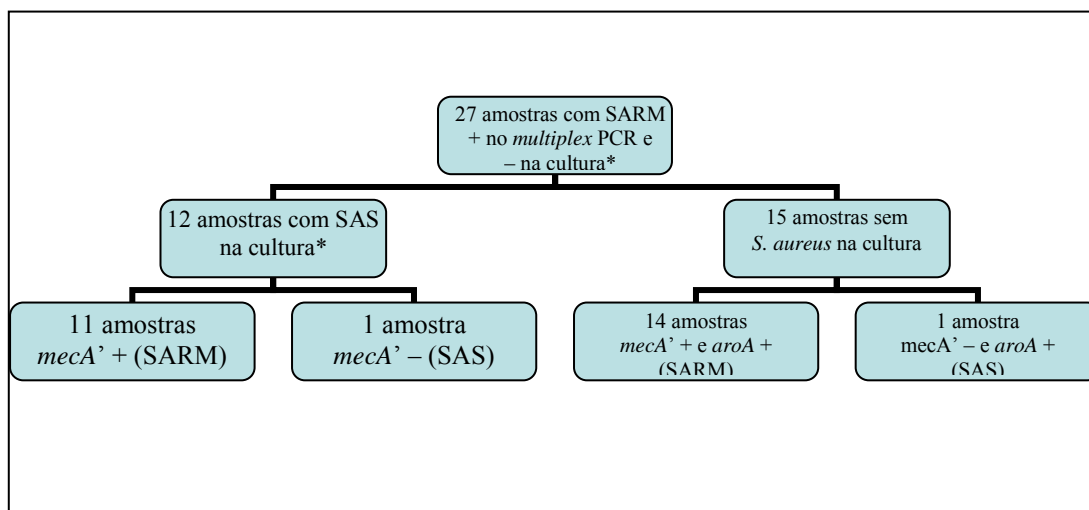 27 amostras com SARM
+ no multiplex PCR e
– na cultura*
12 amostras com SAS
na cultura*
15 amostras sem
S. aureus na cultura
11 amostras
mecA’ + (SARM)
1 amostra
mecA’ – (SAS)
14 amostras
mecA’ + e aroA +
(SARM)
1 amostra
mecA’ – e aroA +
(SAS)